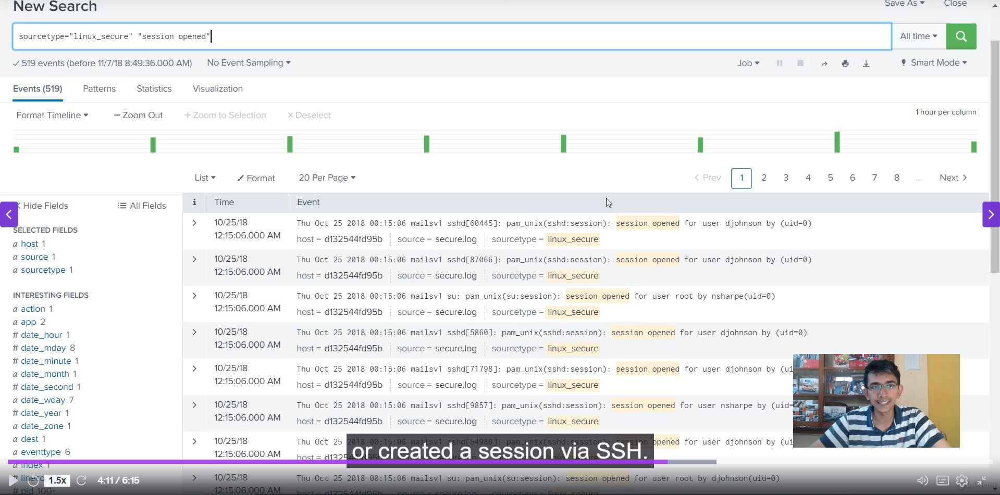 New Search
Save As Close
sourcetype="linux_secure" "session opened"
All time
519 events (before 11/7/18 8:49:36.000 AM) No Event Sampling
Job Smart Mode
Events (519) Patterns Statistics Visualization
Format Timeline — Zoom Out + Zoom to Selection × Deselect
1 hour per column
List Format 20 Per Page
< Prev 1 2 3 4 5 6 7 8 ... Next >
Hide Fields All Fields
i Time Event
SELECTED FIELDS
a host 1
a source 1
a sourcetype 1
INTERESTING FIELDS
a action 1
a app 2
# date_hour 1
# date_mday 8
# date_minute 1
# date_month 1
# date_second 1
a date_wday 7
# date_year 1
a date_zone 1
a dest 1
a eventtype 6
a index 1
# lineco
# pid 100+
> 10/25/18 Thu Oct 25 2018 00:15:06 mailsv1 sshd[60445]: pam_unix(sshd:session): session opened for user djohnson by (uid=0)
12:15:06.000 AM host = d132544fd95b source = secure.log sourcetype = linux_secure
> 10/25/18 Thu Oct 25 2018 00:15:06 mailsv1 sshd[87066]: pam_unix(sshd:session): session opened for user djohnson by (uid=0)
12:15:06.000 AM host = d132544fd95b source = secure.log sourcetype = linux_secure
> 10/25/18 Thu Oct 25 2018 00:15:06 mailsv1 su: pam_unix(su:session): session opened for user root by nsharpe(uid=0)
12:15:06.000 AM host = d132544fd95b source = secure.log sourcetype = linux_secure
> 10/25/18 Thu Oct 25 2018 00:15:06 mailsv1 sshd[5860]: pam_unix(sshd:session): session opened for user djohnson by (uid=0)
12:15:06.000 AM host = d132544fd95b source = secure.log sourcetype = linux_secure
> 10/25/18 Thu Oct 25 2018 00:15:06 mailsv1 sshd[71798]: pam_unix(sshd:session): session opened for user djohnson by (ui
12:15:06.000 AM host = d132544fd95b source = secure.log sourcetype = linux_secure
> 10/25/18 Thu Oct 25 2018 00:15:06 mailsv1 sshd[9857]: pam_unix(sshd:session): session opened for user nsharpe by (uid=
12:15:06.000 AM host = d132544fd95b source = secure.log sourcetype = linux_secure
> 10/25/18 Thu Oct 25 pened for user djohnson by (ui
12:15:06.000 AM host = d1325
or created a session via SSH.
> 10/25/18 Thu Oct 25 2018 00:15:06 mailsv1 su: pam_unix(su:session): session opened for user root by djohnson(uid=0)
12:15:06.000 AM host = d132544fd95b source = secure.log sourcetype = linux_secure
1.5x 4:11 / 6:15
Udemy